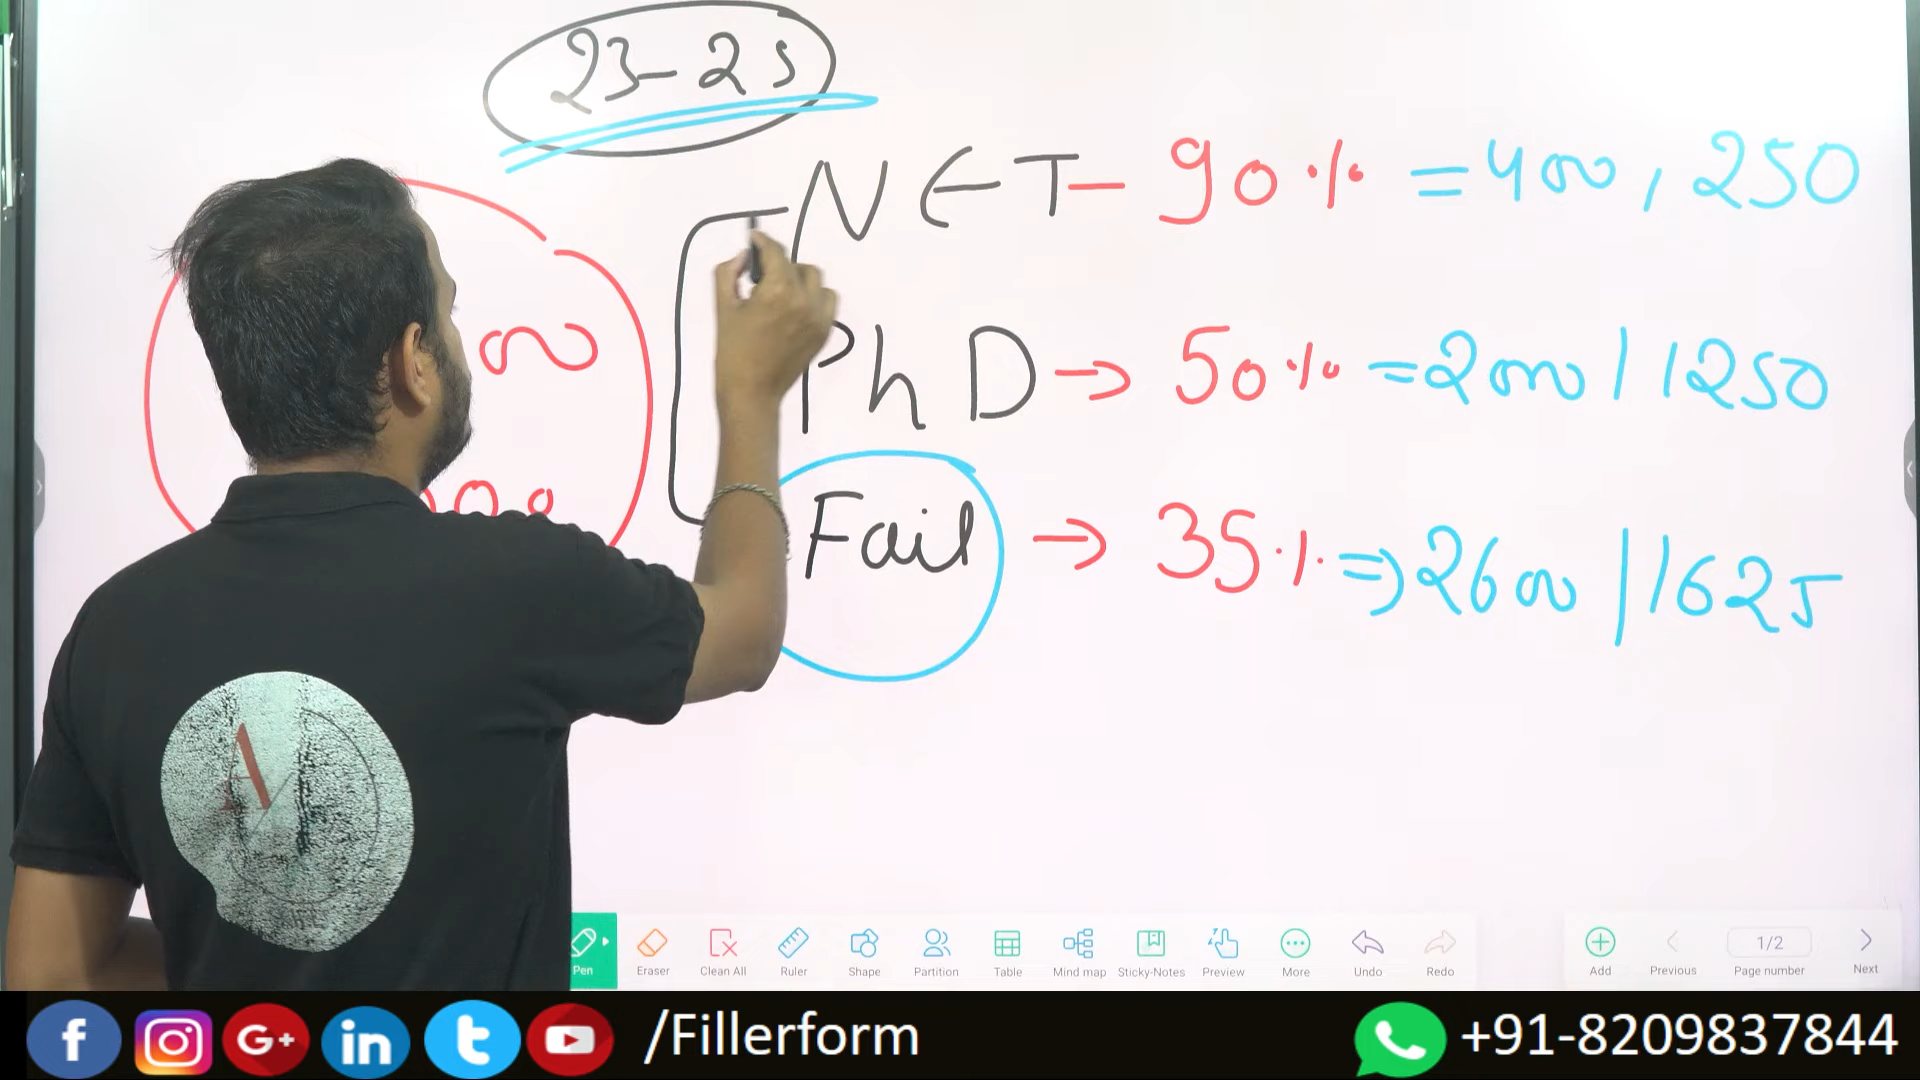 23-25
NET - 90% = 400, 250
PhD → 50% = 2000 | 1250
Fail → 35% ⇒ 2600 | 1625
A
Pen Eraser Clean All Ruler Shape Partition Table Mind map Sticky-Notes Preview More Undo Redo Add Previous 1/2 Page number Next
/Fillerform +91-8209837844